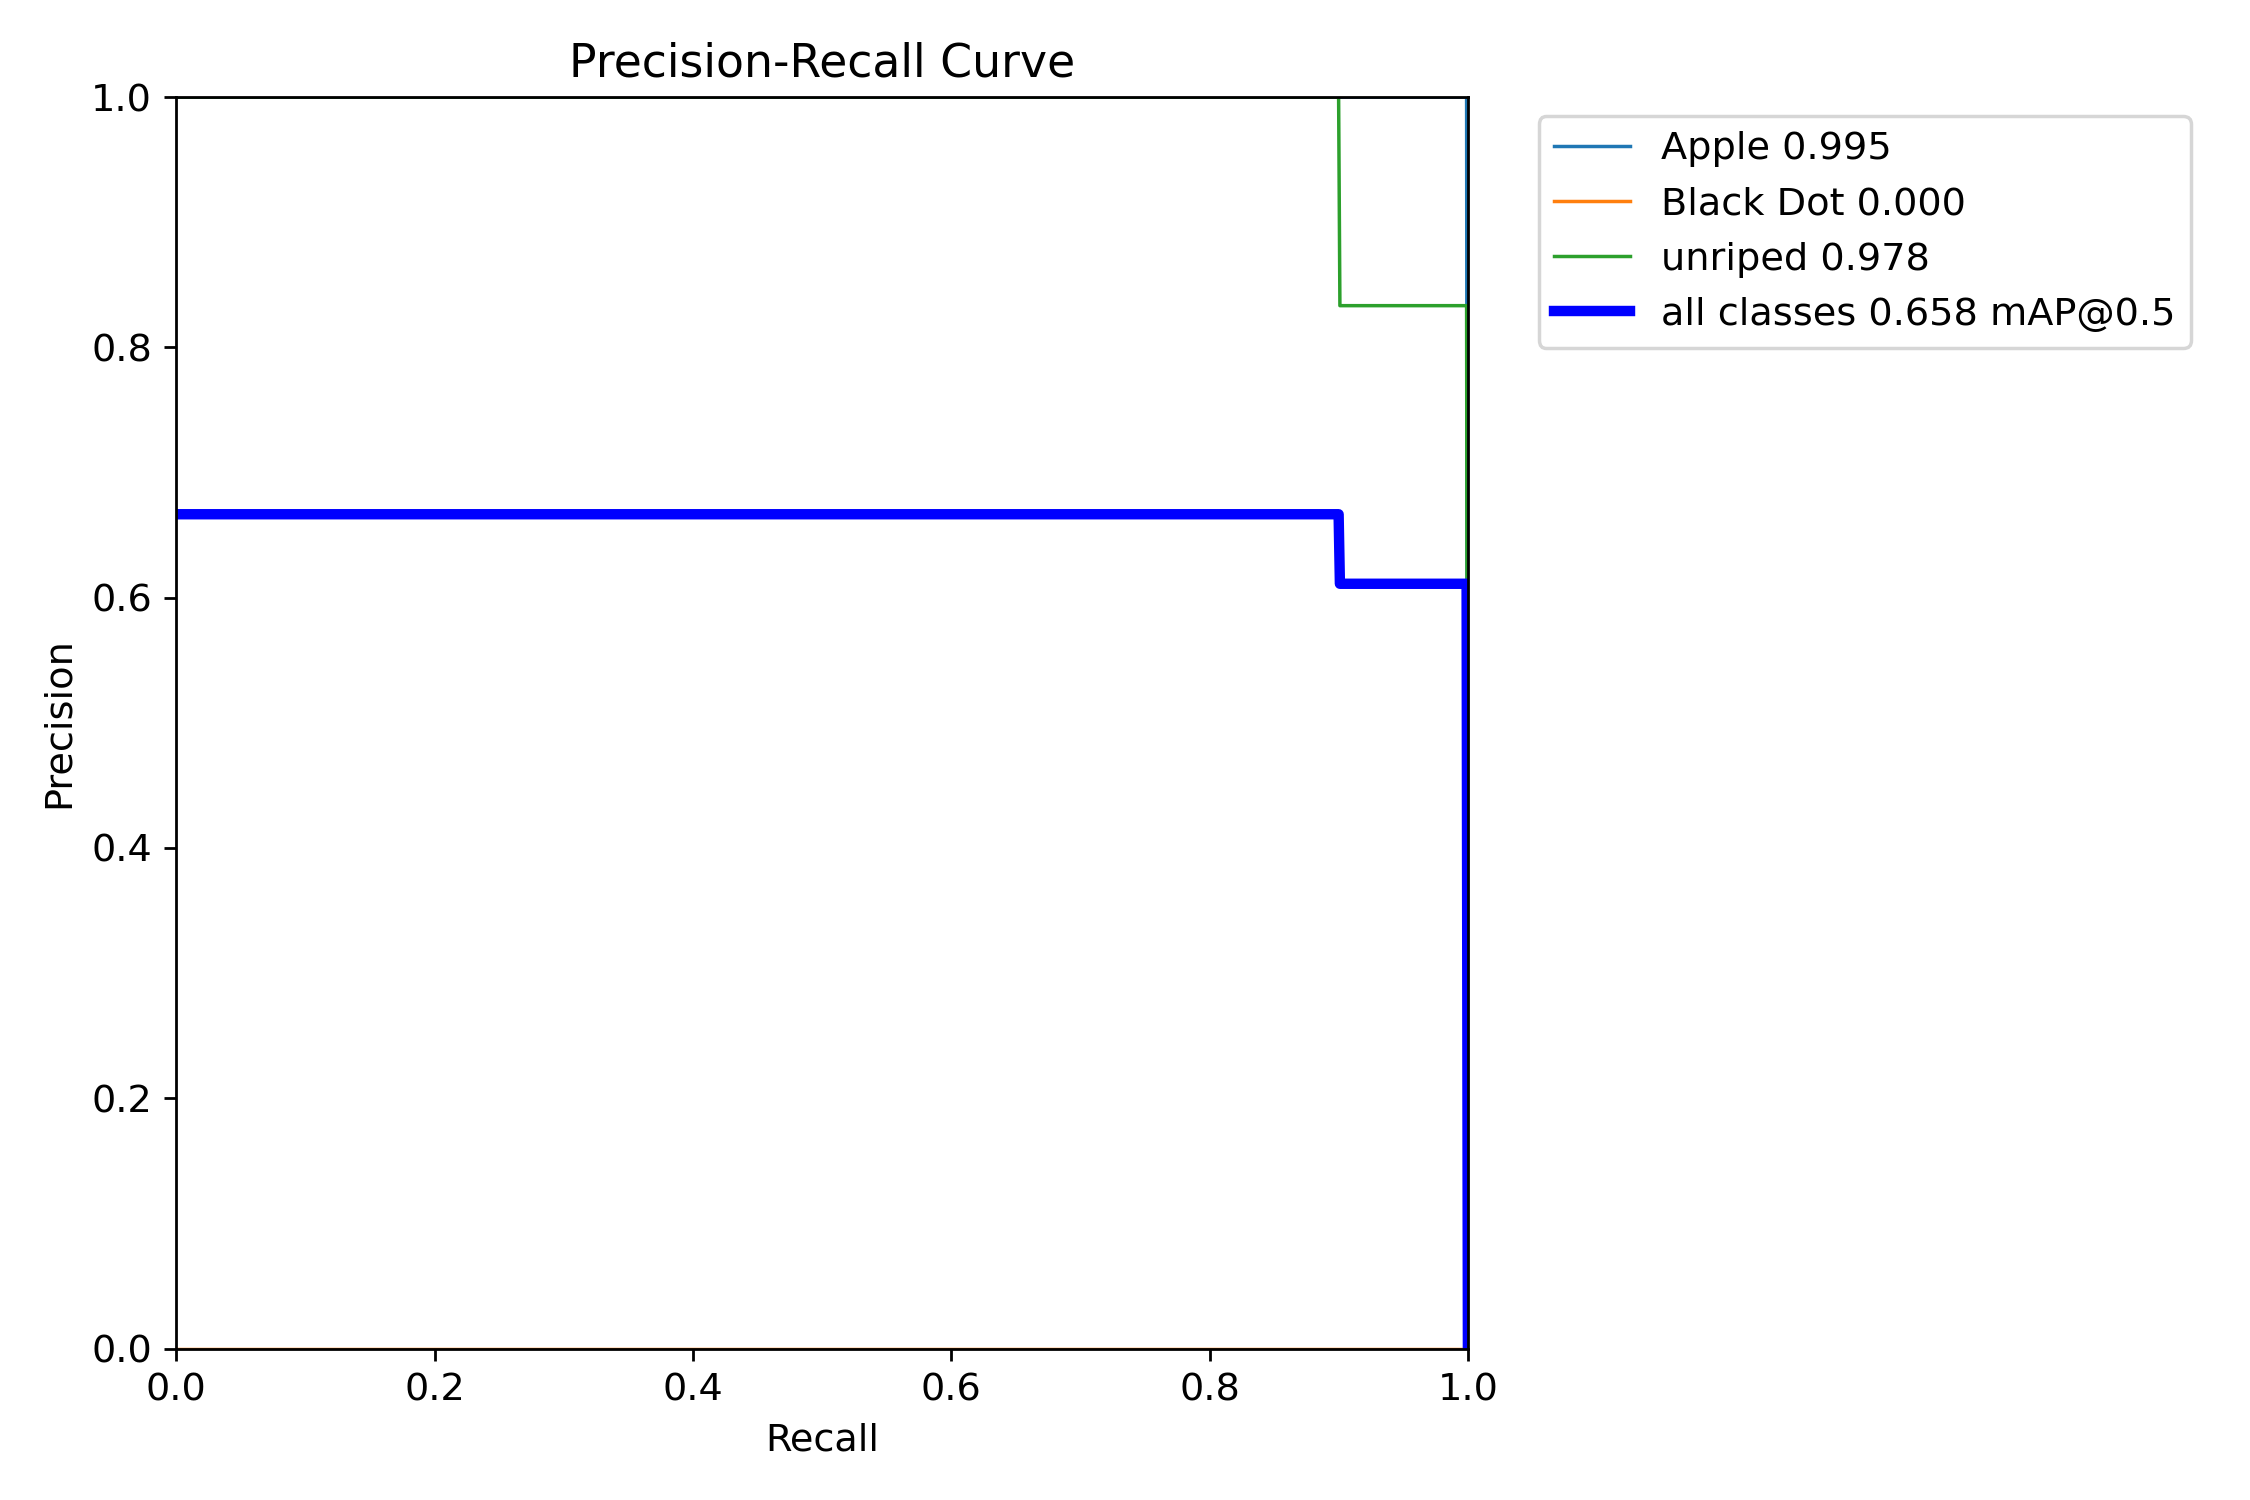 Precision-Recall Curve
1.0
0.8
0.6
0.4
0.2
0.0
Precision
0.0 0.2 0.4 0.6 0.8 1.0
Recall
Apple 0.995
Black Dot 0.000
unriped 0.978
all classes 0.658 mAP@0.5